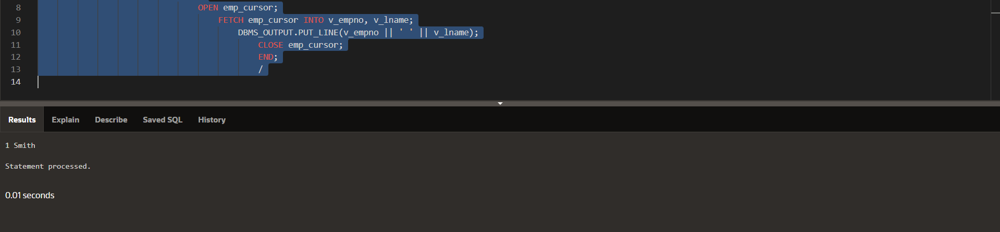 8 OPEN emp_cursor;
9 FETCH emp_cursor INTO v_empno, v_lname;
10 DBMS_OUTPUT.PUT_LINE(v_empno || ' ' || v_lname);
11 CLOSE emp_cursor;
12 END;
13 /
14
Results Explain Describe Saved SQL History
1 Smith
Statement processed.
0.01 seconds